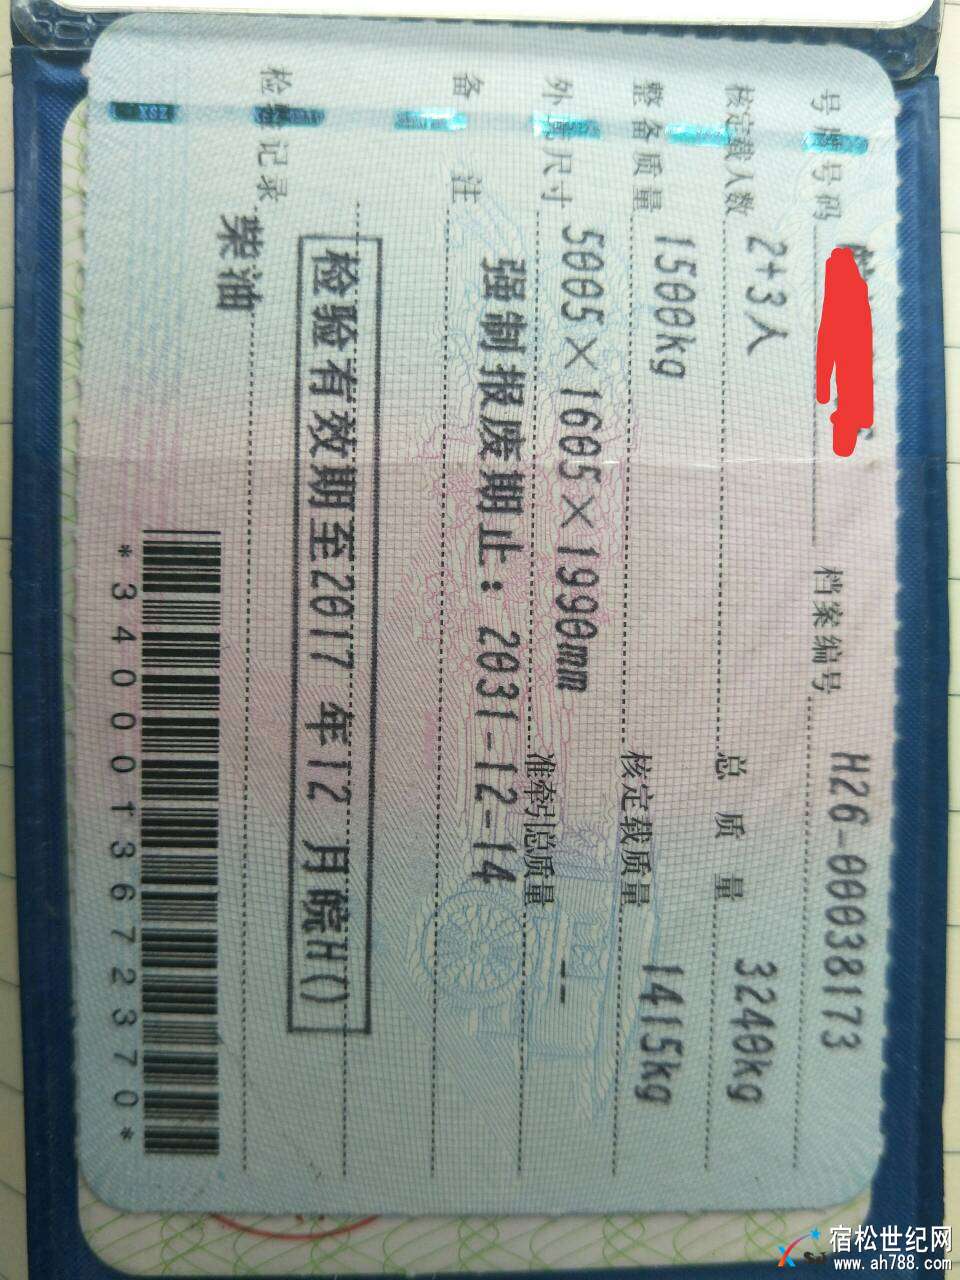 号牌号码 档案编号 H26-00038173
核定载人数 2+3人 总质量 3240kg
整备质量 1500kg 核定载质量 1415kg
外廓尺寸 5005×1605×1990mm 准牵引总质量 --
备注 强制报废期止：2031-12-14
检验有效期至2017年12月皖H()
检验记录 柴油
*340013672370*
宿松世纪网
www.ah788.com